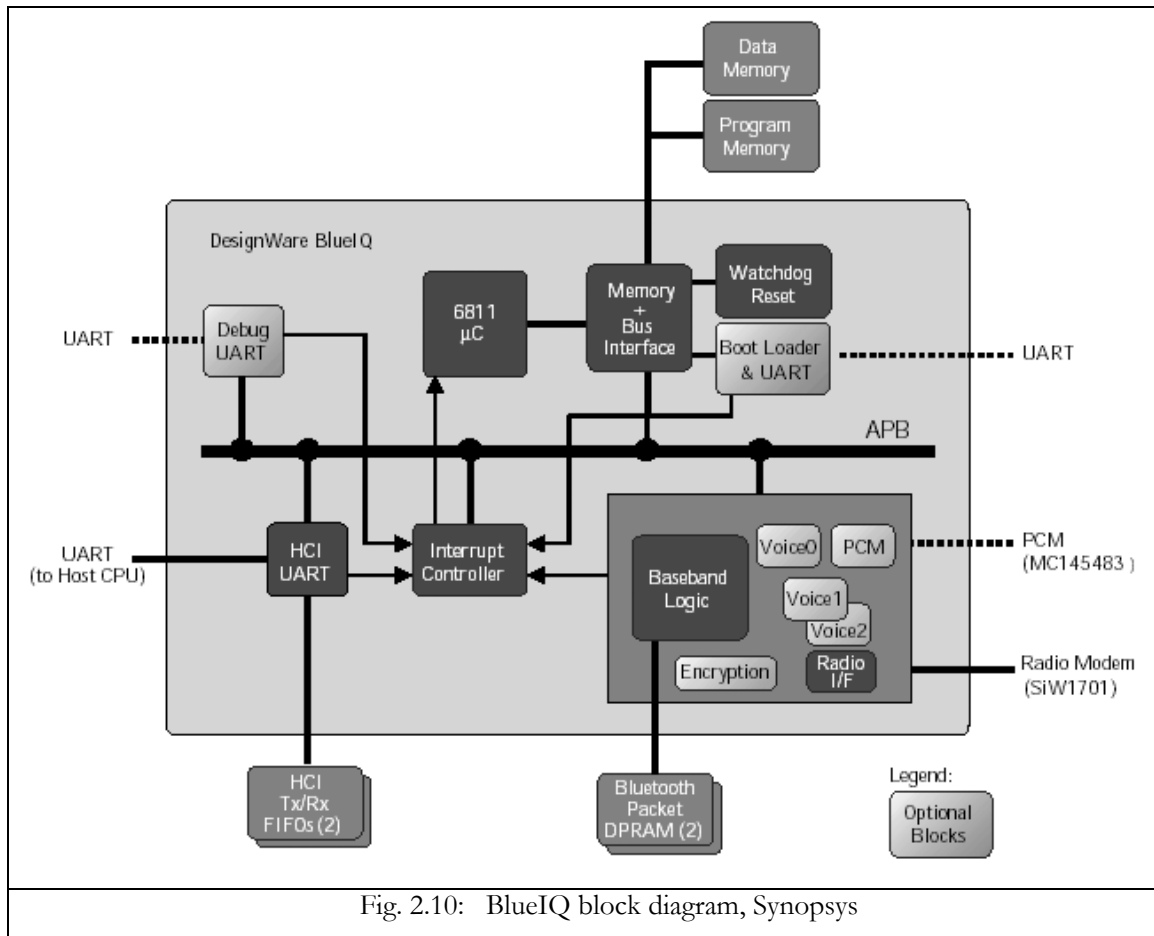 Data
Memory
Program
Memory
DesignWare BlueIQ
6811
µC
Memory
+
Bus
Interface
Watchdog
Reset
Boot Loader
& UART
UART
Debug
UART
UART
APB
UART
(to Host CPU)
HCI
UART
Interrupt
Controller
Baseband
Logic
Voice0
PCM
Voice1
Voice2
Encryption
Radio
I/F
PCM
(MC145483 )
Radio Modem
(SiW1701)
HCI
Tx/Rx
FIFOs (2)
Bluetooth
Packet
DPRAM (2)
Legend:
Optional
Blocks
Fig. 2.10: BlueIQ block diagram, Synopsys